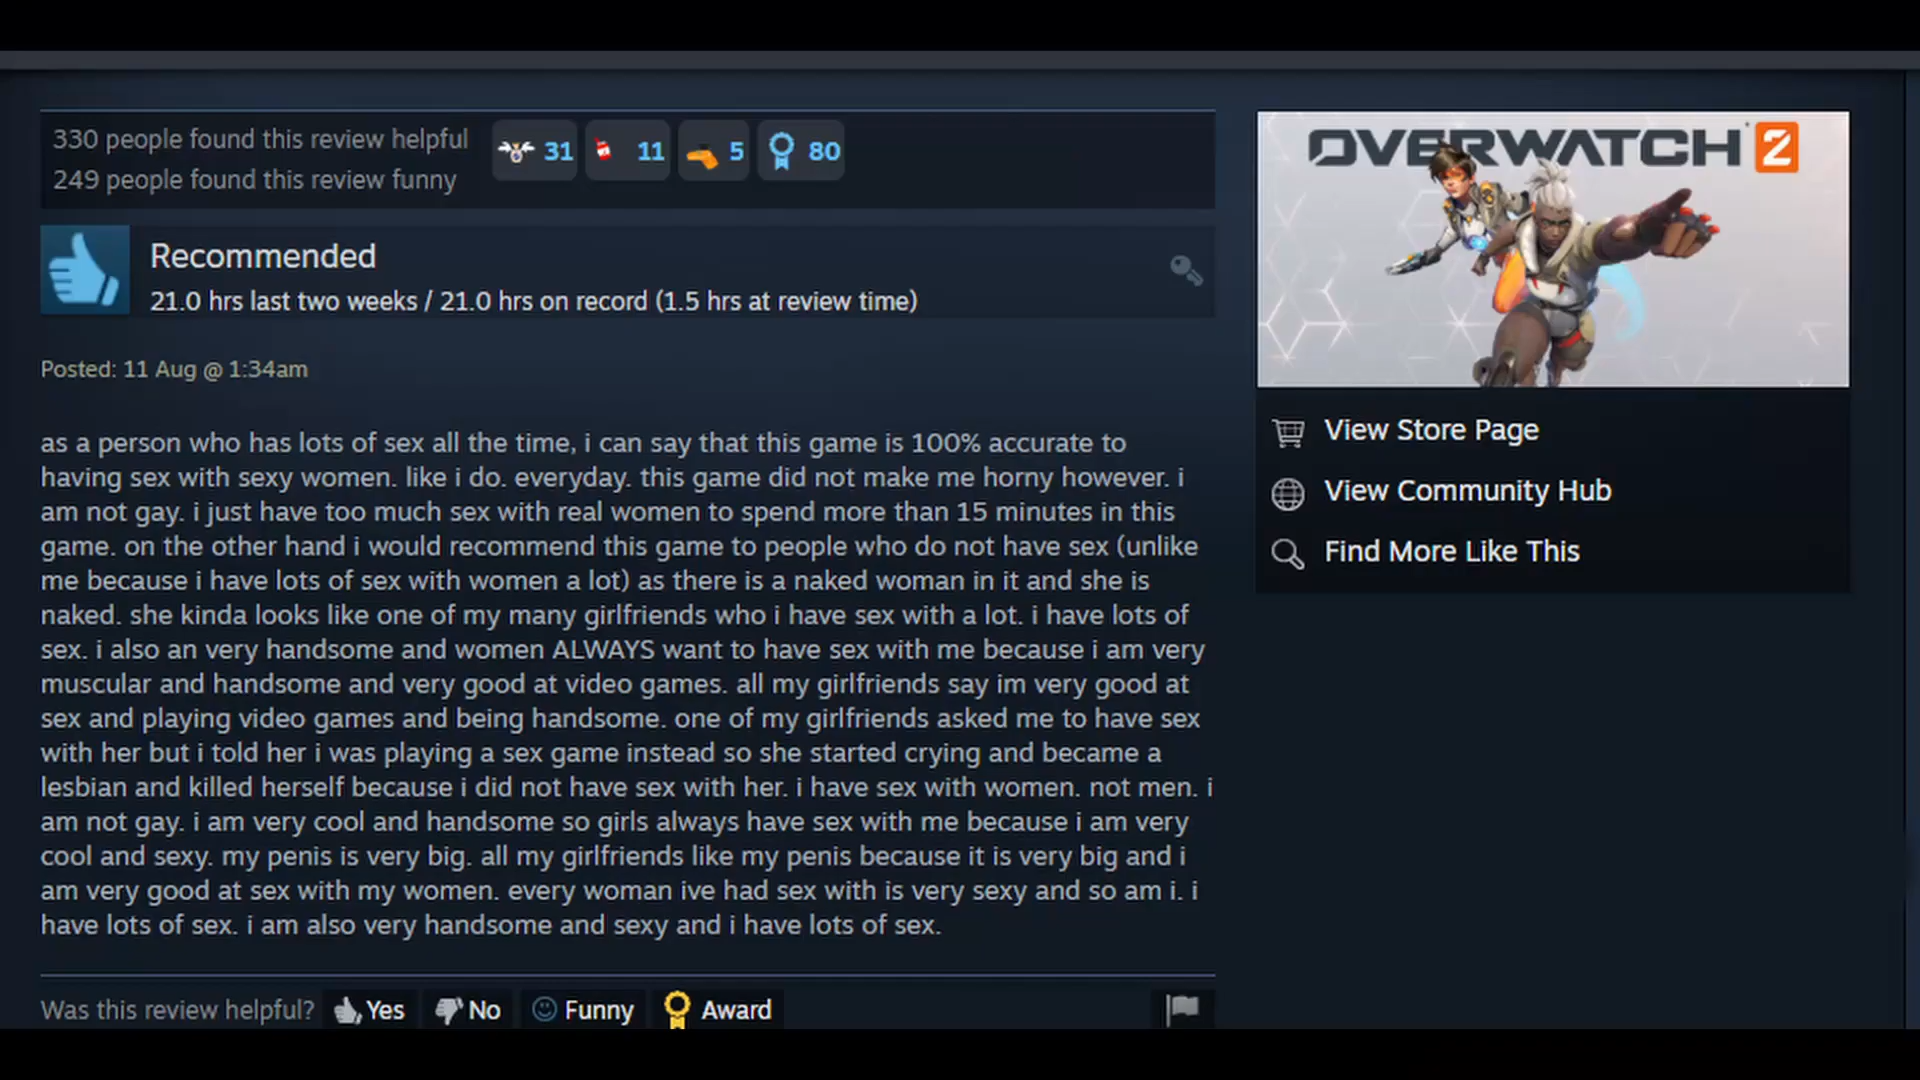 330 people found this review helpful
249 people found this review funny
31
11
5
80
Recommended
21.0 hrs last two weeks / 21.0 hrs on record (1.5 hrs at review time)
Posted: 11 Aug @ 1:34am
as a person who has lots of sex all the time, i can say that this game is 100% accurate to
having sex with sexy women. like i do. everyday. this game did not make me horny however. i
am not gay. i just have too much sex with real women to spend more than 15 minutes in this
game. on the other hand i would recommend this game to people who do not have sex (unlike
me because i have lots of sex with women a lot) as there is a naked woman in it and she is
naked. she kinda looks like one of my many girlfriends who i have sex with a lot. i have lots of
sex. i also an very handsome and women ALWAYS want to have sex with me because i am very
muscular and handsome and very good at video games. all my girlfriends say im very good at
sex and playing video games and being handsome. one of my girlfriends asked me to have sex
with her but i told her i was playing a sex game instead so she started crying and became a
lesbian and killed herself because i did not have sex with her. i have sex with women. not men. i
am not gay. i am very cool and handsome so girls always have sex with me because i am very
cool and sexy. my penis is very big. all my girlfriends like my penis because it is very big and i
am very good at sex with my women. every woman ive had sex with is very sexy and so am i. i
have lots of sex. i am also very handsome and sexy and i have lots of sex.
Was this review helpful? Yes No Funny Award
OVERWATCH 2
View Store Page
View Community Hub
Find More Like This